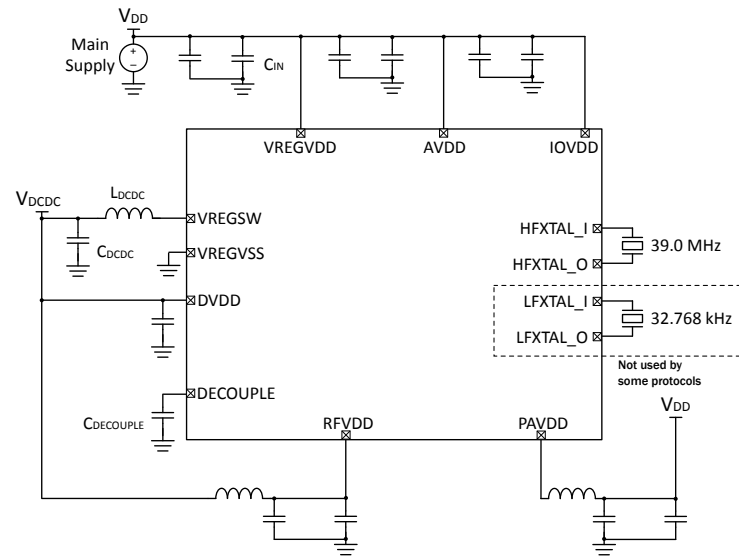 VDD
Main
Supply
+
−
CIN
VREGVDD
AVDD
IOVDD
VDCDC
LDCDC
VREGSW
HFXTAL_I
CDCDC
VREGVSS
39.0 MHz
HFXTAL_O
DVDD
LFXTAL_I
32.768 kHz
LFXTAL_O
Not used by
some protocols
DECOUPLE
VDD
CDECOUPLE
RFVDD
PAVDD